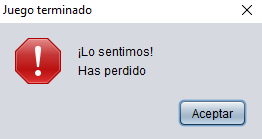 Juego terminado
¡Lo sentimos!
Has perdido
Aceptar